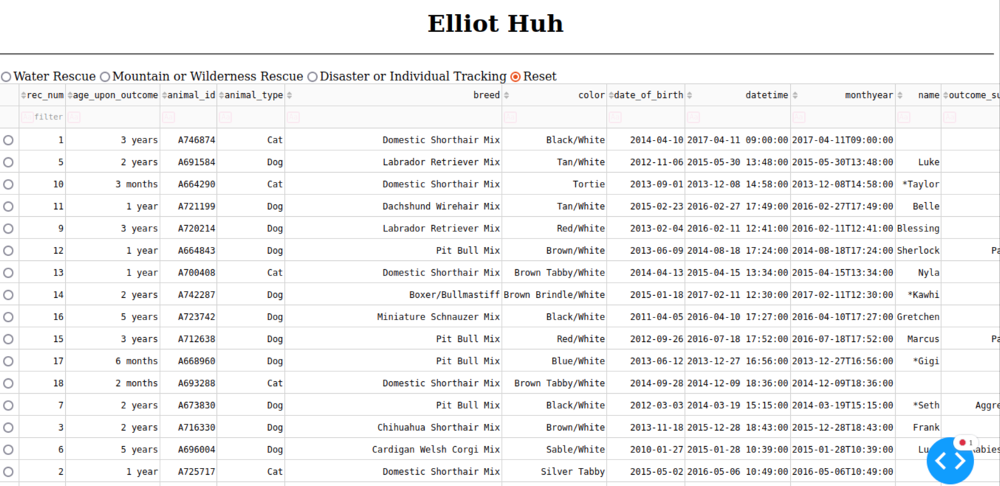 Elliot Huh
Water Rescue Mountain or Wilderness Rescue Disaster or Individual Tracking Reset
rec_num age_upon_outcome animal_id animal_type breed color date_of_birth datetime monthyear name outcome_su
filter
1 3 years A746874 Cat Domestic Shorthair Mix Black/White 2014-04-10 2017-04-11 09:00:00 2017-04-11T09:00:00
5 2 years A691584 Dog Labrador Retriever Mix Tan/White 2012-11-06 2015-05-30 13:48:00 2015-05-30T13:48:00 Luke
10 3 months A664290 Cat Domestic Shorthair Mix Tortie 2013-09-01 2013-12-08 14:58:00 2013-12-08T14:58:00 *Taylor
11 1 year A721199 Dog Dachshund Wirehair Mix Tan/White 2015-02-23 2016-02-27 17:49:00 2016-02-27T17:49:00 Belle
9 3 years A720214 Dog Labrador Retriever Mix Red/White 2013-02-04 2016-02-11 12:41:00 2016-02-11T12:41:00 Blessing
12 1 year A664843 Dog Pit Bull Mix Brown/White 2013-06-09 2014-08-18 17:24:00 2014-08-18T17:24:00 Sherlock Pa
13 1 year A700408 Cat Domestic Shorthair Mix Brown Tabby/White 2014-04-13 2015-04-15 13:34:00 2015-04-15T13:34:00 Nyla
14 2 years A742287 Dog Boxer/Bullmastiff Brown Brindle/White 2015-01-18 2017-02-11 12:30:00 2017-02-11T12:30:00 *Kawhi
16 5 years A723742 Dog Miniature Schnauzer Mix Black/White 2011-04-05 2016-04-10 17:27:00 2016-04-10T17:27:00 Gretchen
15 3 years A712638 Dog Pit Bull Mix Red/White 2012-09-26 2016-07-18 17:52:00 2016-07-18T17:52:00 Marcus Pa
17 6 months A668960 Dog Pit Bull Mix Blue/White 2013-06-12 2013-12-27 16:56:00 2013-12-27T16:56:00 *Gigi
18 2 months A693288 Cat Domestic Shorthair Mix Brown Tabby/White 2014-09-28 2014-12-09 18:36:00 2014-12-09T18:36:00
7 2 years A673830 Dog Pit Bull Mix Black/White 2012-03-03 2014-03-19 15:15:00 2014-03-19T15:15:00 *Seth Aggre
3 2 years A716330 Dog Chihuahua Shorthair Mix Brown/White 2013-11-18 2015-12-28 18:43:00 2015-12-28T18:43:00 Frank
1
6 5 years A696004 Dog Cardigan Welsh Corgi Mix Sable/White 2010-01-27 2015-01-28 10:39:00 2015-01-28T10:39:00 Lu abies
2 1 year A725717 Cat Domestic Shorthair Mix Silver Tabby 2015-05-02 2016-05-06 10:49:00 2016-05-06T10:49:00